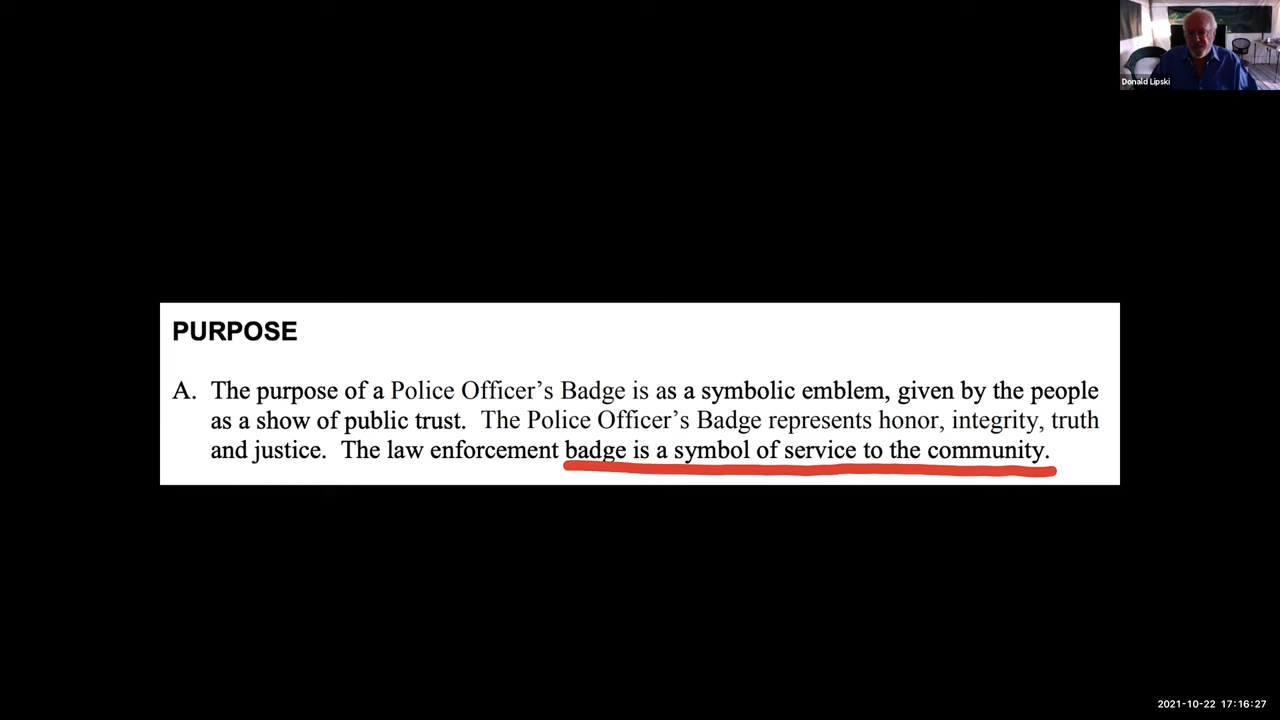 Donald Lipski
PURPOSE
A. The purpose of a Police Officer’s Badge is as a symbolic emblem, given by the people
as a show of public trust. The Police Officer’s Badge represents honor, integrity, truth
and justice. The law enforcement badge is a symbol of service to the community.
2021-10-22 17:16:27